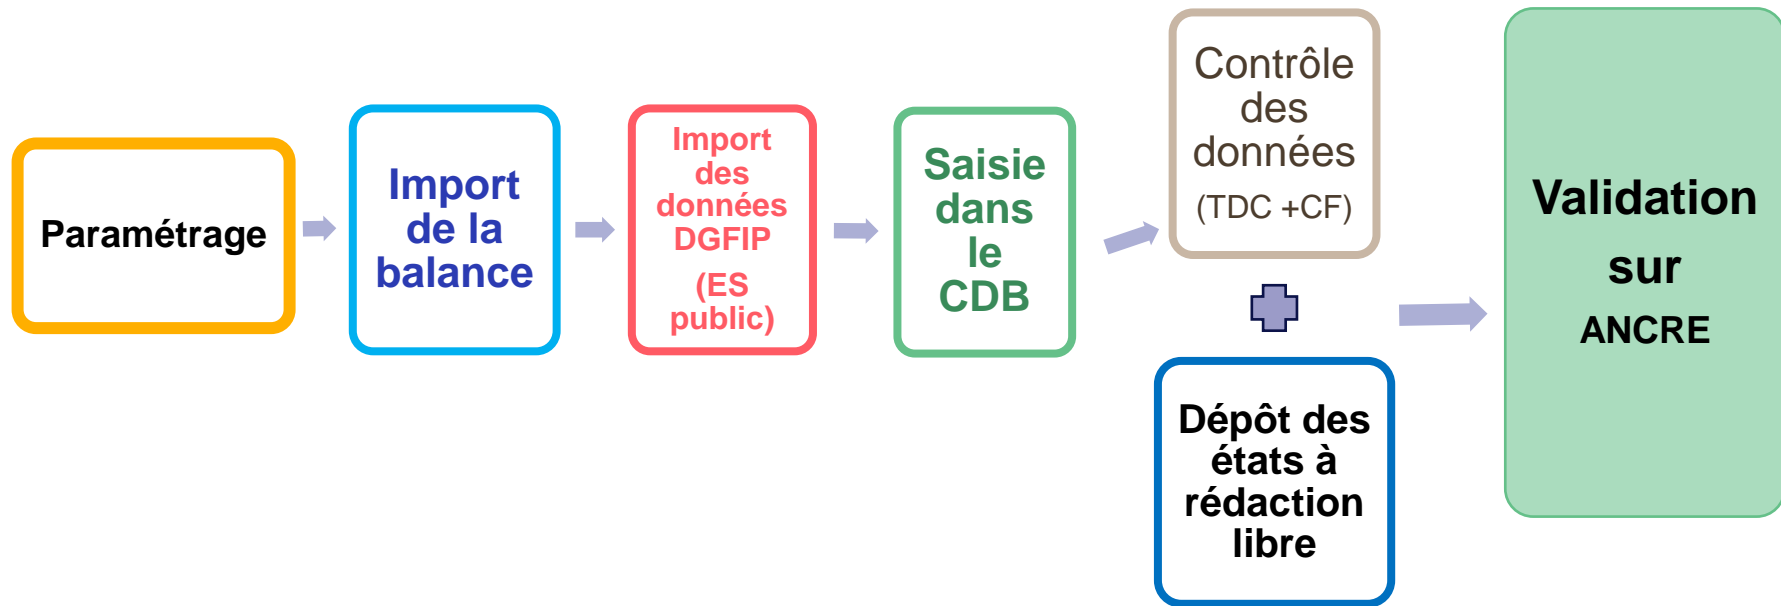 Paramétrage
Import
de la
balance
Import
des
données
DGFIP
(ES
public)
Saisie
dans
le
CDB
Contrôle
des
données
(TDC +CF)
Dépôt des
états à
rédaction
libre
Validation
sur
ANCRE